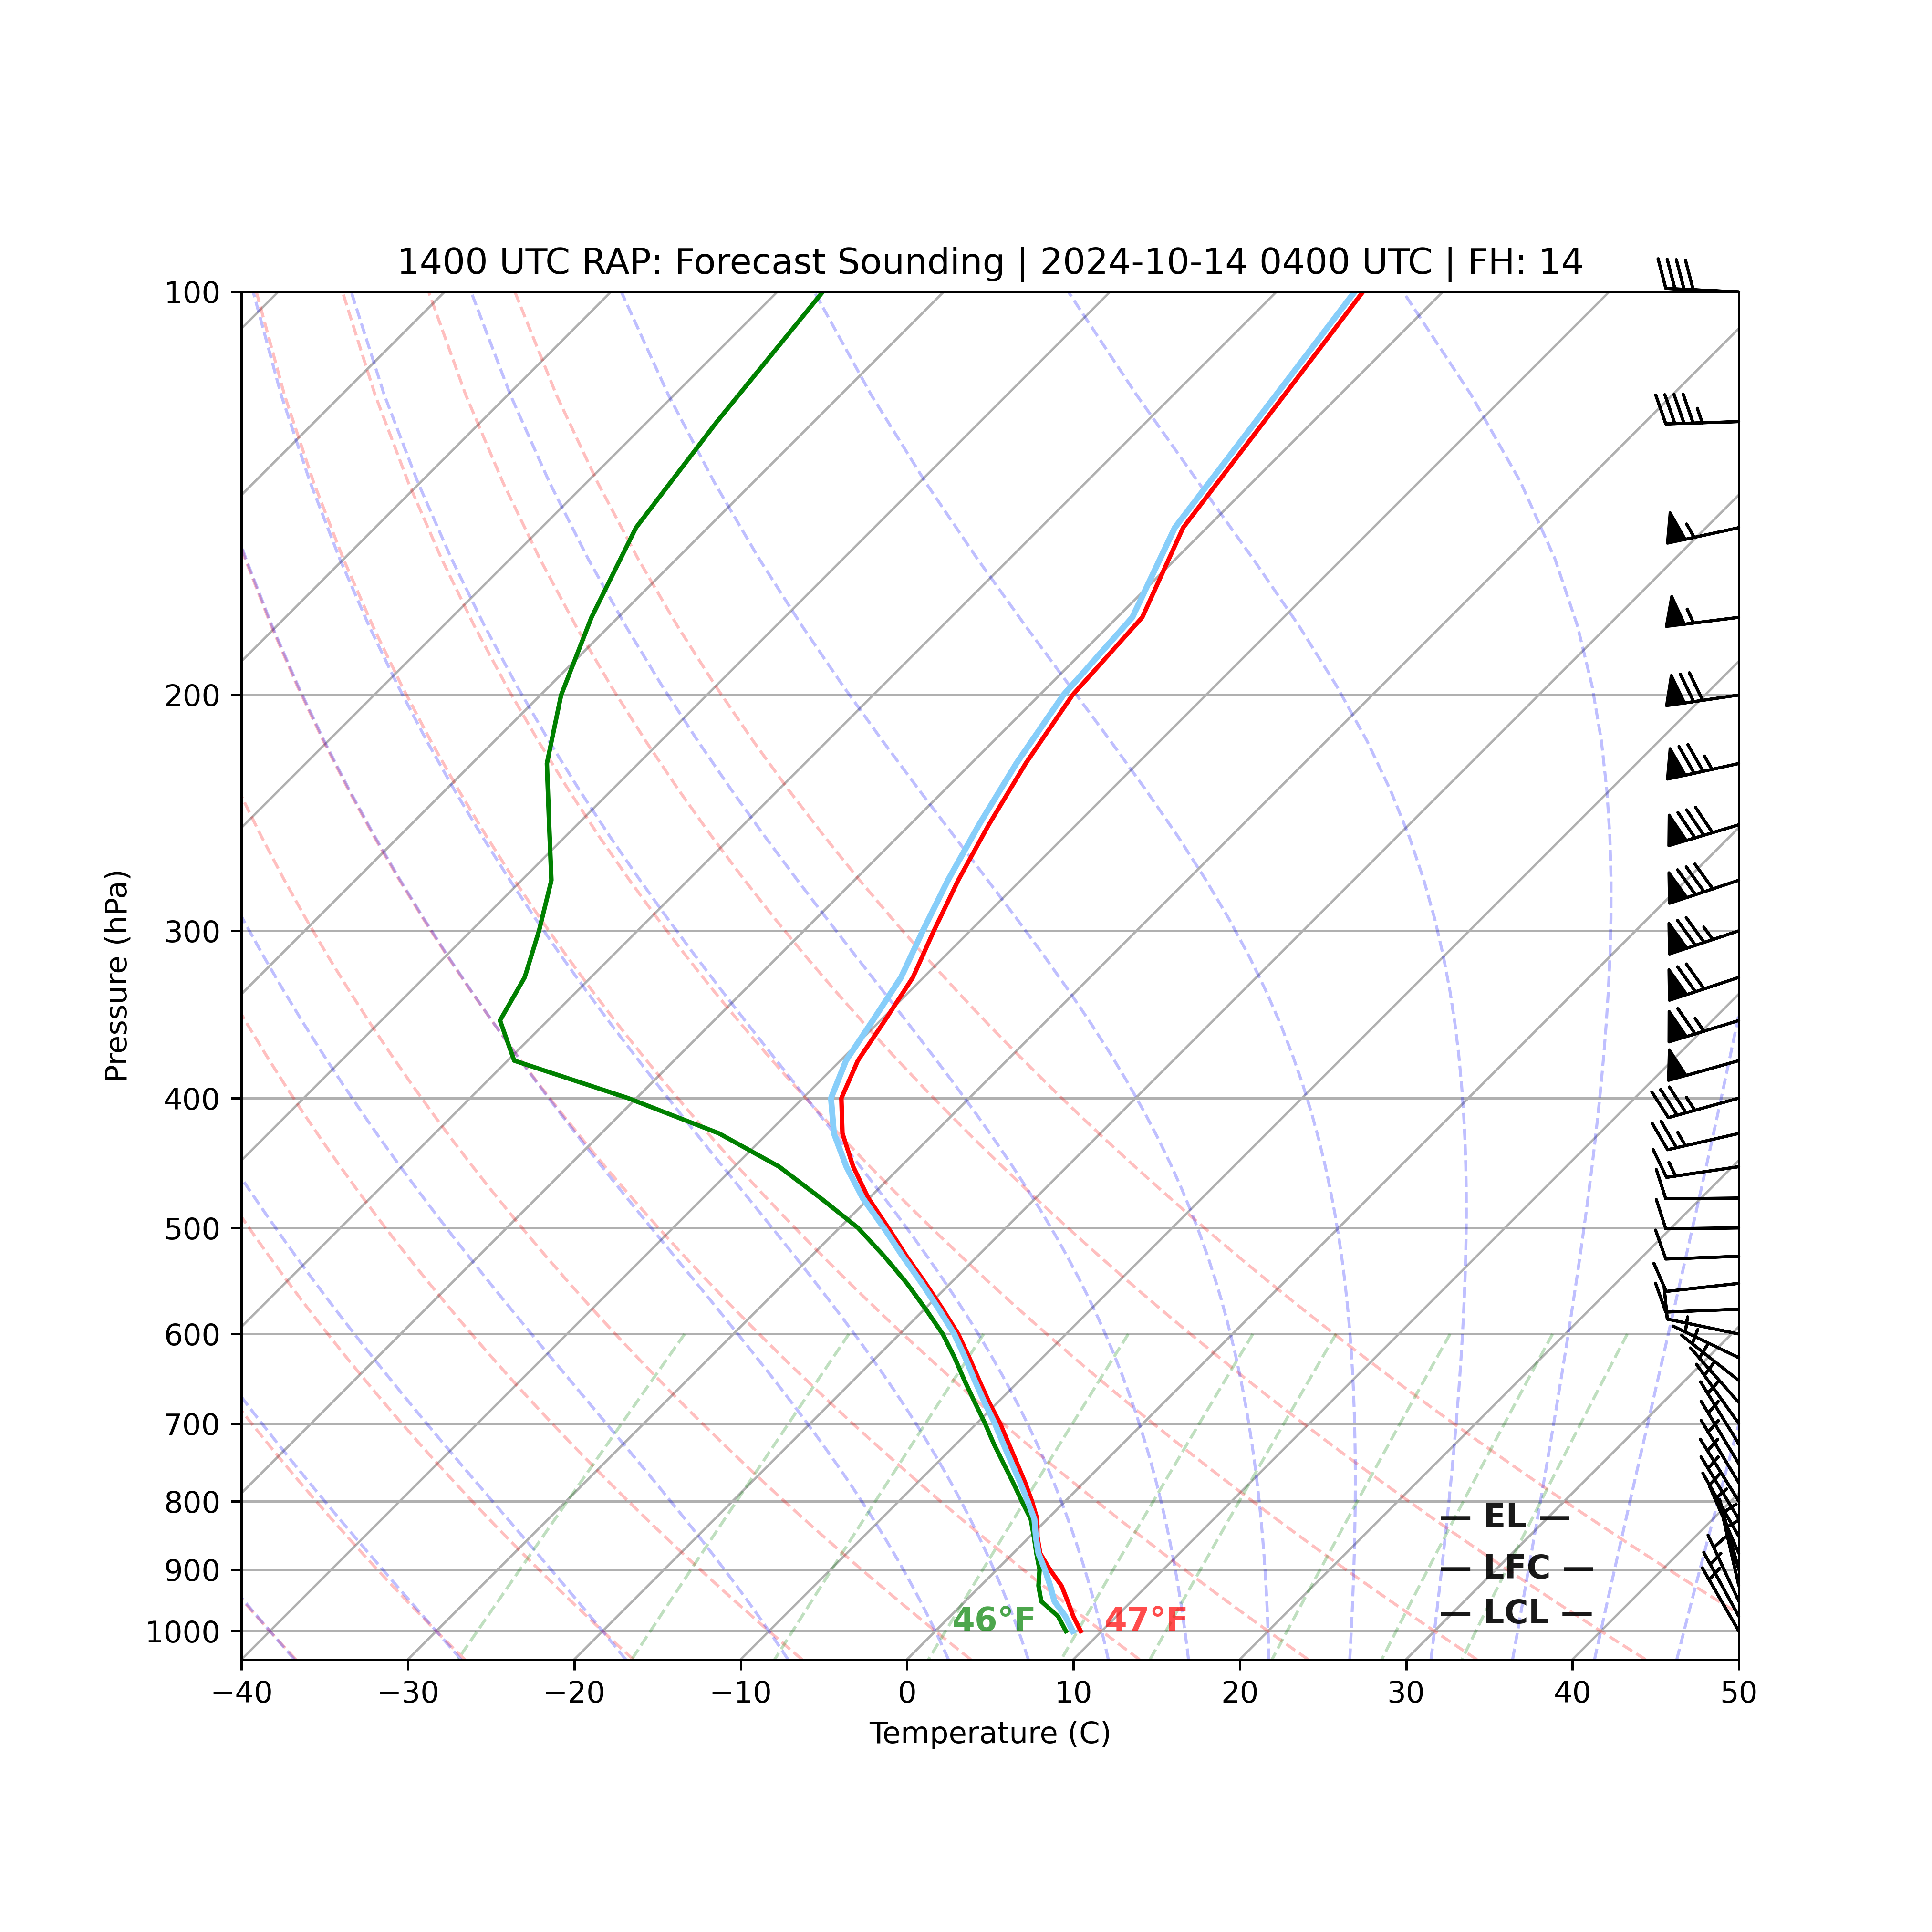 1400 UTC RAP: Forecast Sounding | 2024-10-14 0400 UTC | FH: 14
100
200
300
400
500
600
700
800
900
1000
Pressure (hPa)
— EL —
— LFC —
— LCL —
46°F
47°F
−40 −30 −20 −10 0 10 20 30 40 50
Temperature (C)